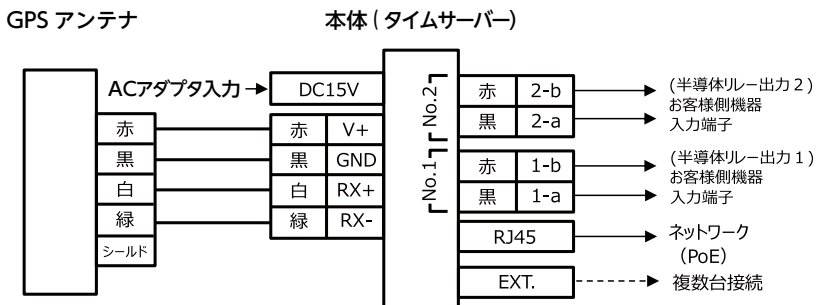 GPS アンテナ
本体 ( タイムサーバー)
ACアダプタ入力
DC15V
赤
黒
白
緑
シールド
赤 V+
黒 GND
白 RX+
緑 RX-
「No.2」
赤 2-b
黒 2-a
(半導体リレー出力2)
お客様側機器
入力端子
「No.1」
赤 1-b
黒 1-a
(半導体リレー出力1)
お客様側機器
入力端子
RJ45
ネットワーク
(PoE)
EXT.
複数台接続